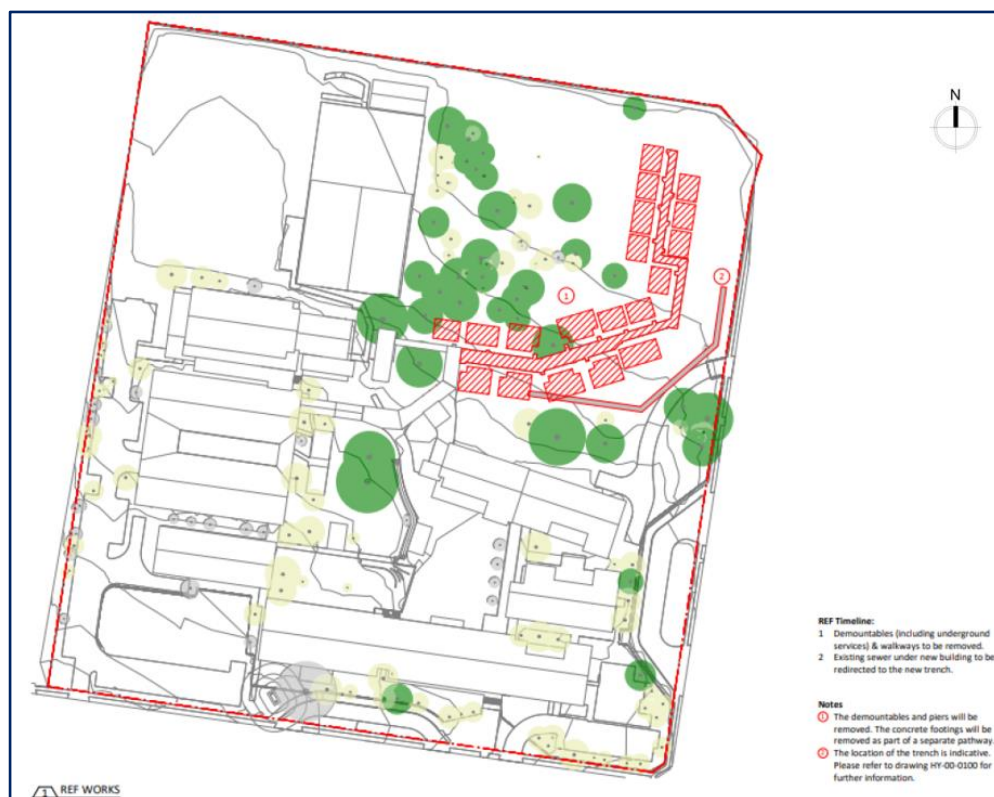 N
1
2
REF Timeline:
1 Demountables (including underground
services) & walkways to be removed.
2 Existing sewer under new building to be
redirected to the new trench.
Notes
1 The demountables and piers will be
removed. The concrete footings will be
removed as part of a separate pathway.
2 The location of the trench is indicative.
Please refer to drawing HY-00-0100 for
further information.
1 REF WORKS